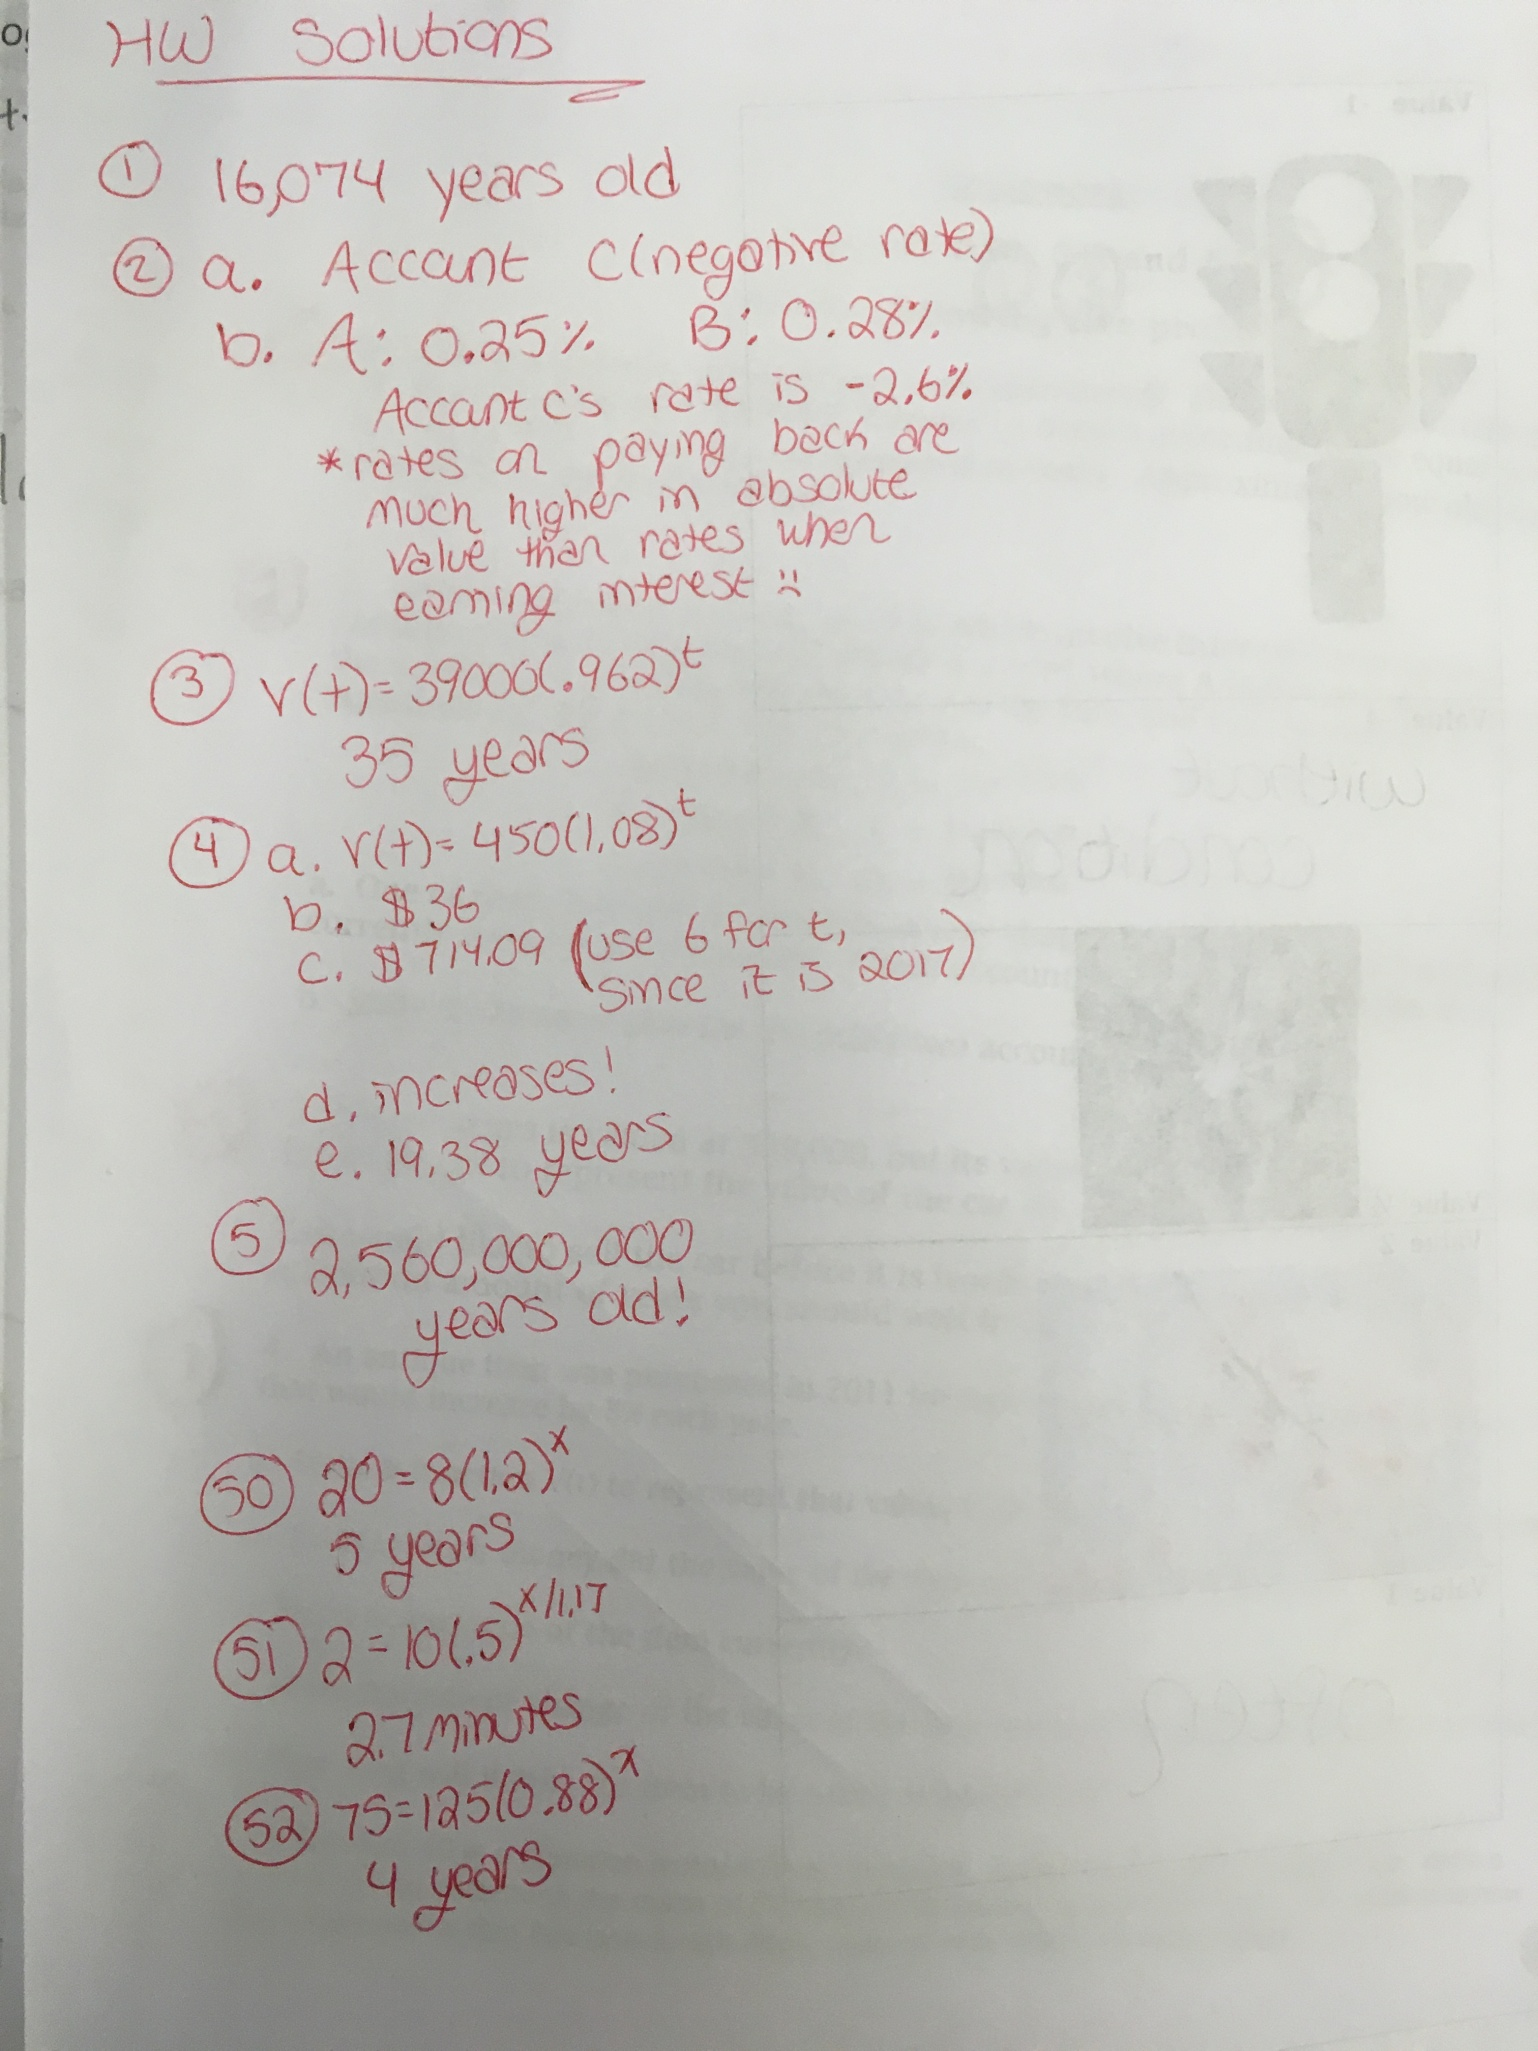 HW Solutions
① 16,074 years old
② a. Account C (negative rate)
b. A: 0.25% B: 0.28%
Account C's rate is -2.6%
*rates on paying back are
much higher in absolute
value than rates when
earning interest :(
③ V(t) = 39000(.962)^t
35 years
④ a. V(t) = 450(1.08)^t
b. $36
c. $714.09 (use 6 for t,
since it is 2017)
d. increases!
e. 19.38 years
⑤ 2,560,000,000
years old!
㊿ 20 = 8(1.2)^x
5 years
51 2 = 10(.5)^x/1.17
2.7 minutes
52 75 = 125(0.88)^x
4 years